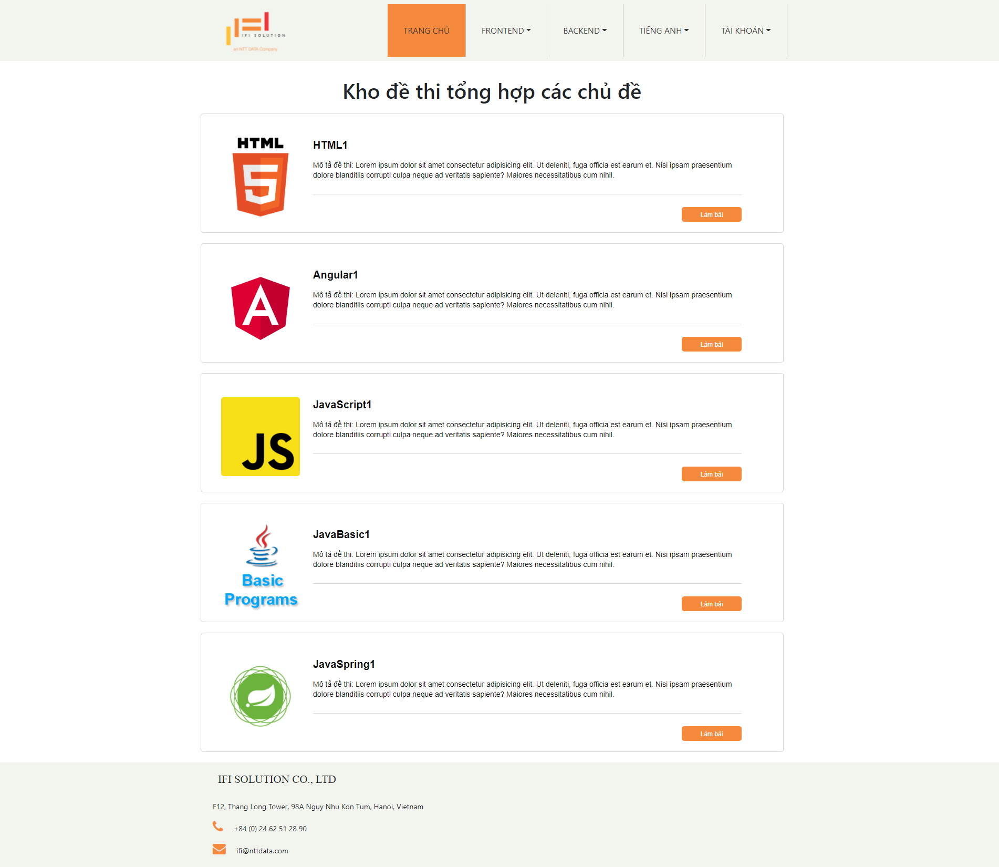 IFI SOLUTION
an NTT DATA Company
TRANG CHỦ
FRONTEND
BACKEND
TIẾNG ANH
TÀI KHOẢN
Kho đề thi tổng hợp các chủ đề
HTML
5
HTML1
Mô tả đề thi: Lorem ipsum dolor sit amet consectetur adipisicing elit. Ut deleniti, fuga officia est earum et. Nisi ipsam praesentium
dolore blanditiis corrupti culpa neque ad veritatis sapiente? Maiores necessitatibus cum nihil.
Làm bài
A
Angular1
Mô tả đề thi: Lorem ipsum dolor sit amet consectetur adipisicing elit. Ut deleniti, fuga officia est earum et. Nisi ipsam praesentium
dolore blanditiis corrupti culpa neque ad veritatis sapiente? Maiores necessitatibus cum nihil.
Làm bài
JS
JavaScript1
Mô tả đề thi: Lorem ipsum dolor sit amet consectetur adipisicing elit. Ut deleniti, fuga officia est earum et. Nisi ipsam praesentium
dolore blanditiis corrupti culpa neque ad veritatis sapiente? Maiores necessitatibus cum nihil.
Làm bài
Basic
Programs
JavaBasic1
Mô tả đề thi: Lorem ipsum dolor sit amet consectetur adipisicing elit. Ut deleniti, fuga officia est earum et. Nisi ipsam praesentium
dolore blanditiis corrupti culpa neque ad veritatis sapiente? Maiores necessitatibus cum nihil.
Làm bài
JavaSpring1
Mô tả đề thi: Lorem ipsum dolor sit amet consectetur adipisicing elit. Ut deleniti, fuga officia est earum et. Nisi ipsam praesentium
dolore blanditiis corrupti culpa neque ad veritatis sapiente? Maiores necessitatibus cum nihil.
Làm bài
IFI SOLUTION CO., LTD
F12, Thang Long Tower, 98A Nguy Nhu Kon Tum, Hanoi, Vietnam
+84 (0) 24 62 51 28 90
ifi@nttdata.com